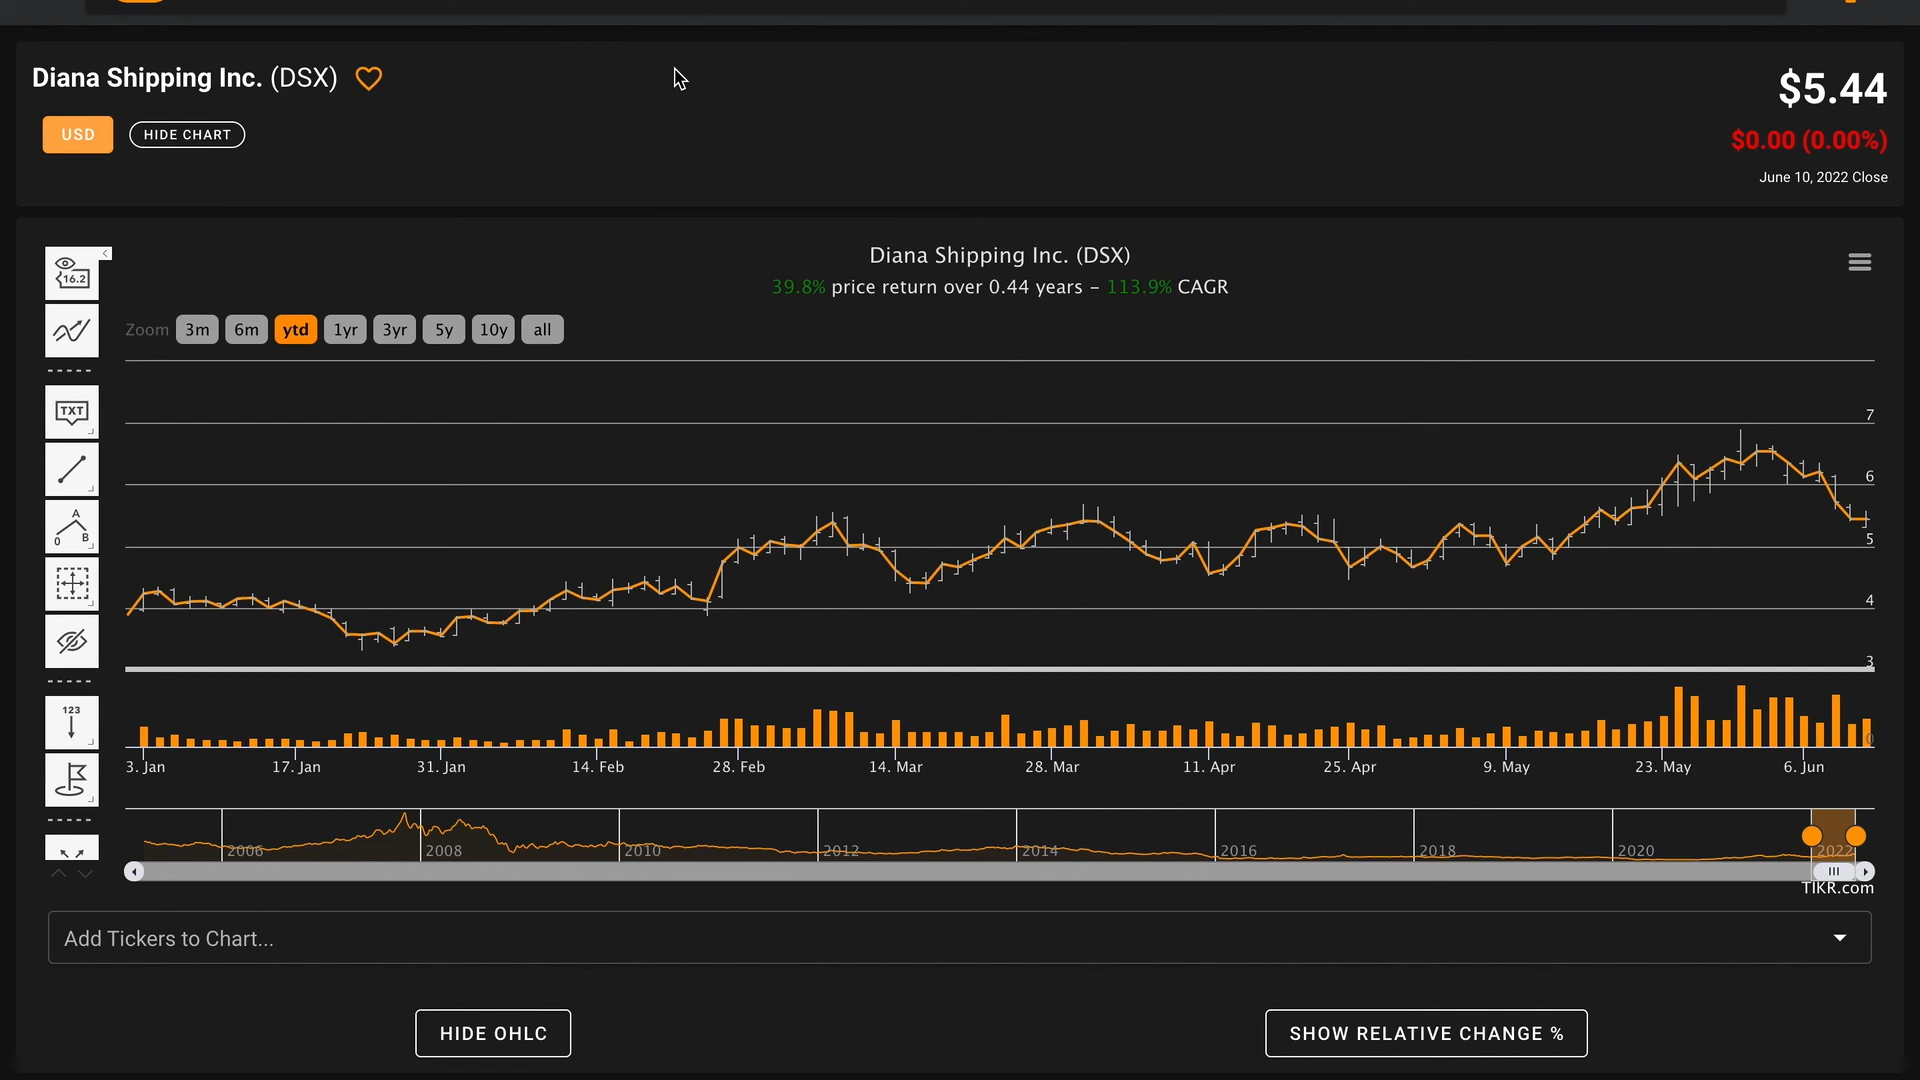 Diana Shipping Inc. (DSX)
$5.44
USD
HIDE CHART
$0.00 (0.00%)
June 10, 2022 Close
Diana Shipping Inc. (DSX)
39.8% price return over 0.44 years – 113.9% CAGR
Zoom 3m 6m ytd 1yr 3yr 5y 10y all
16.2
TXT
A
0 B
123
7
6
5
4
3
0
3. Jan 17. Jan 31. Jan 14. Feb 28. Feb 14. Mar 28. Mar 11. Apr 25. Apr 9. May 23. May 6. Jun
2006 2008 2010 2012 2014 2016 2018 2020 2022
TIKR.com
Add Tickers to Chart...
HIDE OHLC
SHOW RELATIVE CHANGE %